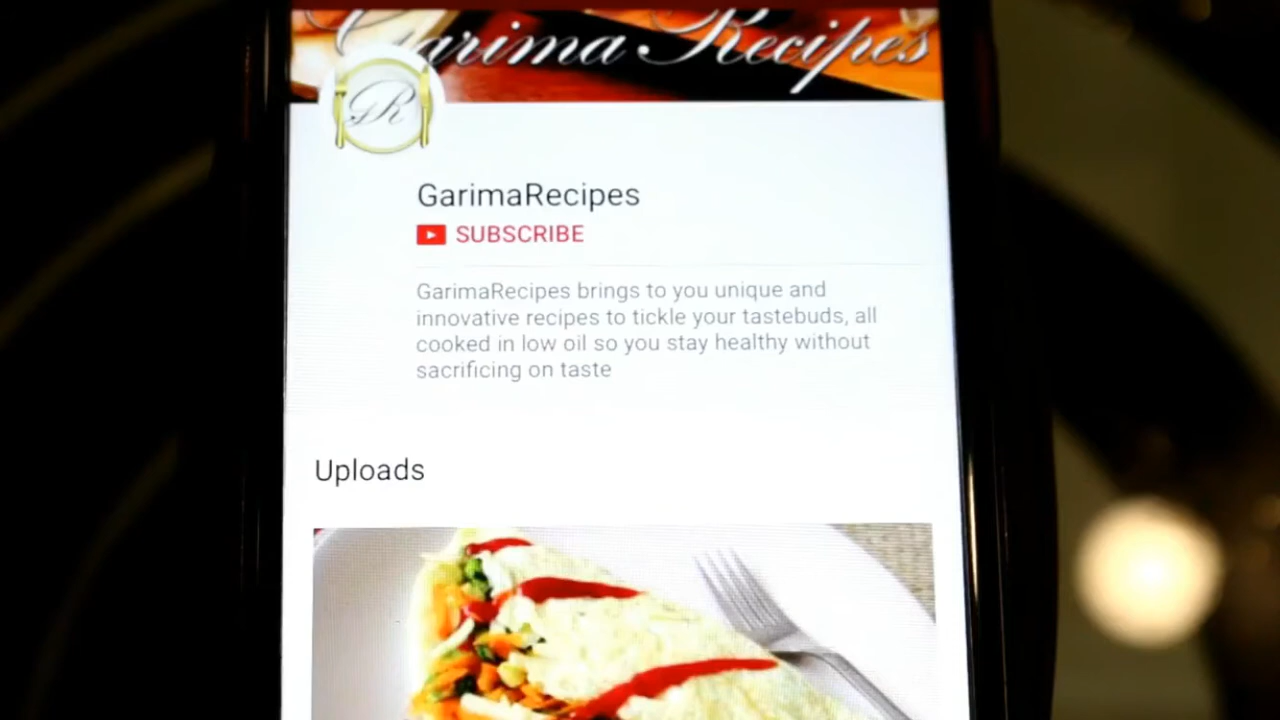 Garima Recipes
GR
GarimaRecipes
SUBSCRIBE
GarimaRecipes brings to you unique and
innovative recipes to tickle your tastebuds, all
cooked in low oil so you stay healthy without
sacrificing on taste
Uploads